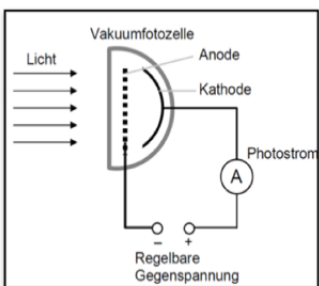 Vakuumfotozelle
Licht
Anode
Kathode
Photostrom
A
– +
Regelbare
Gegenspannung